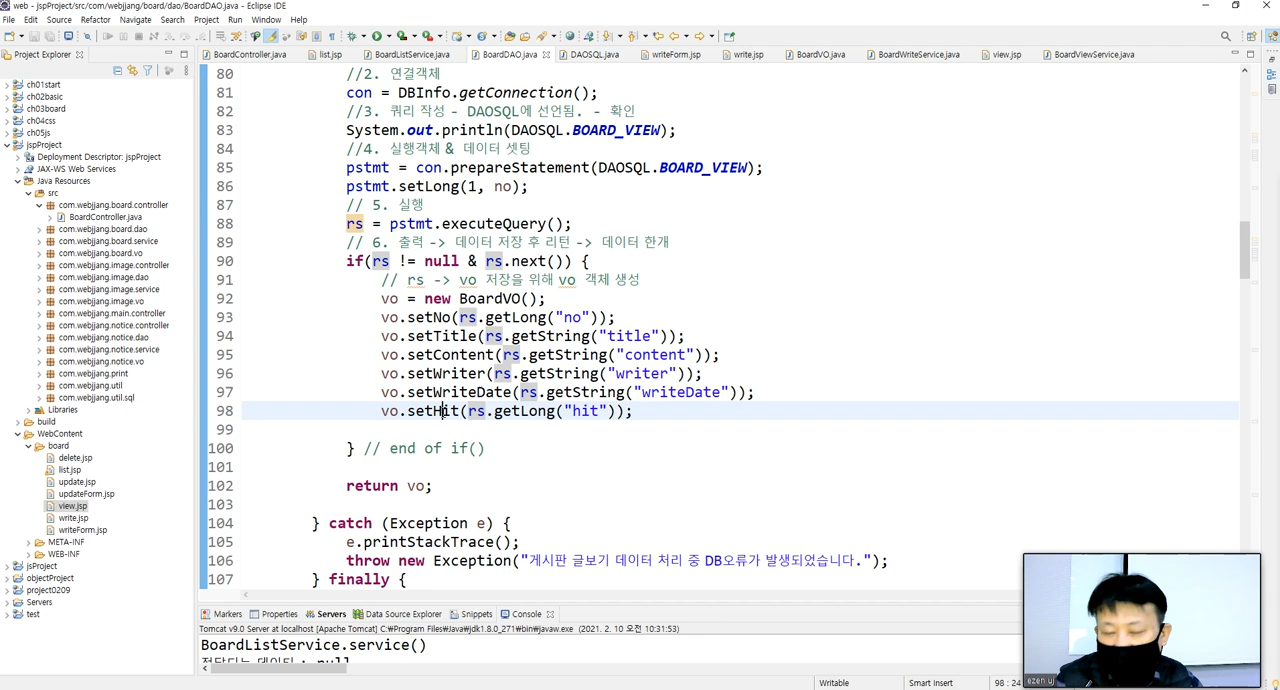 web - jspProject/src/com/webjjang/board/dao/BoardDAO.java - Eclipse IDE
File Edit Source Refactor Navigate Search Project Run Window Help
Project Explorer
BoardController.java list.jsp BoardListService.java BoardDAO.java DAOSQL.java writeForm.jsp write.jsp BoardVO.java BoardWriteService.java view.jsp BoardViewService.java
ch01start
ch02basic
ch03board
ch04css
ch05js
jspProject
Deployment Descriptor: jspProject
JAX-WS Web Services
Java Resources
src
com.webjjang.board.controller
BoardController.java
com.webjjang.board.dao
com.webjjang.board.service
com.webjjang.board.vo
com.webjjang.image.controller
com.webjjang.image.dao
com.webjjang.image.service
com.webjjang.image.vo
com.webjjang.main.controller
com.webjjang.notice.controller
com.webjjang.notice.dao
com.webjjang.notice.service
com.webjjang.notice.vo
com.webjjang.print
com.webjjang.util
com.webjjang.util.sql
Libraries
build
WebContent
board
delete.jsp
list.jsp
update.jsp
updateForm.jsp
view.jsp
write.jsp
writeForm.jsp
META-INF
WEB-INF
jsProject
objectProject
project0209
Servers
test
80 //2. 연결객체
81 con = DBInfo.getConnection();
82 //3. 쿼리 작성 - DAOSQL에 선언됨. - 확인
83 System.out.println(DAOSQL.BOARD_VIEW);
84 //4. 실행객체 & 데이터 셋팅
85 pstmt = con.prepareStatement(DAOSQL.BOARD_VIEW);
86 pstmt.setLong(1, no);
87 // 5. 실행
88 rs = pstmt.executeQuery();
89 // 6. 출력 -> 데이터 저장 후 리턴 -> 데이터 한개
90 if(rs != null & rs.next()) {
91 // rs -> vo 저장을 위해 vo 객체 생성
92 vo = new BoardVO();
93 vo.setNo(rs.getLong("no"));
94 vo.setTitle(rs.getString("title"));
95 vo.setContent(rs.getString("content"));
96 vo.setWriter(rs.getString("writer"));
97 vo.setWriteDate(rs.getString("writeDate"));
98 vo.setHit(rs.getLong("hit"));
99
100 } // end of if()
101
102 return vo;
103
104 } catch (Exception e) {
105 e.printStackTrace();
106 throw new Exception("게시판 글보기 데이터 처리 중 DB오류가 발생되었습니다.");
107 } finally {
Markers Properties Servers Data Source Explorer Snippets Console
Tomcat v9.0 Server at localhost [Apache Tomcat] C:\Program Files\Java\jdk1.8.0_271\bin\javaw.exe (2021. 2. 10 오전 10:31:53)
BoardListService.service()
전달되는 데이터 : null
ezen uj
Writable Smart Insert 98 : 24